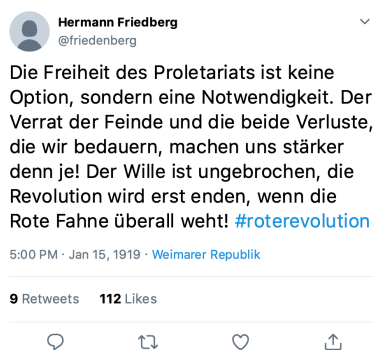 Hermann Friedberg
@friedenberg
Die Freiheit des Proletariats ist keine
Option, sondern eine Notwendigkeit. Der
Verrat der Feinde und die beide Verluste,
die wir bedauern, machen uns stärker
denn je! Der Wille ist ungebrochen, die
Revolution wird erst enden, wenn die
Rote Fahne überall weht! #roterevolution
5:00 PM · Jan 15, 1919 · Weimarer Republik
9 Retweets 112 Likes